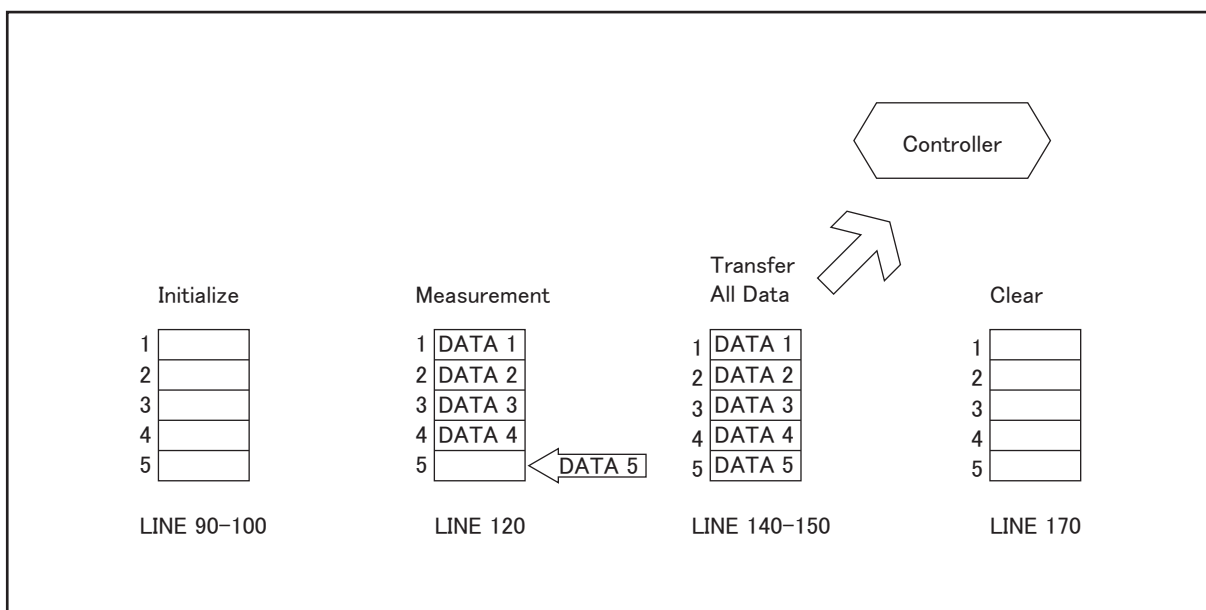 Controller
Initialize
1
2
3
4
5
LINE 90-100
Measurement
1 DATA 1
2 DATA 2
3 DATA 3
4 DATA 4
5
DATA 5
LINE 120
Transfer
All Data
1 DATA 1
2 DATA 2
3 DATA 3
4 DATA 4
5 DATA 5
LINE 140-150
Clear
1
2
3
4
5
LINE 170